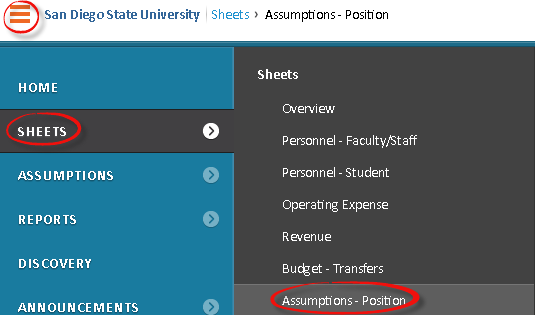 San Diego State University | Sheets › Assumptions - Position
HOME
SHEETS
ASSUMPTIONS
REPORTS
DISCOVERY
ANNOUNCEMENTS
Sheets
Overview
Personnel - Faculty/Staff
Personnel - Student
Operating Expense
Revenue
Budget - Transfers
Assumptions - Position